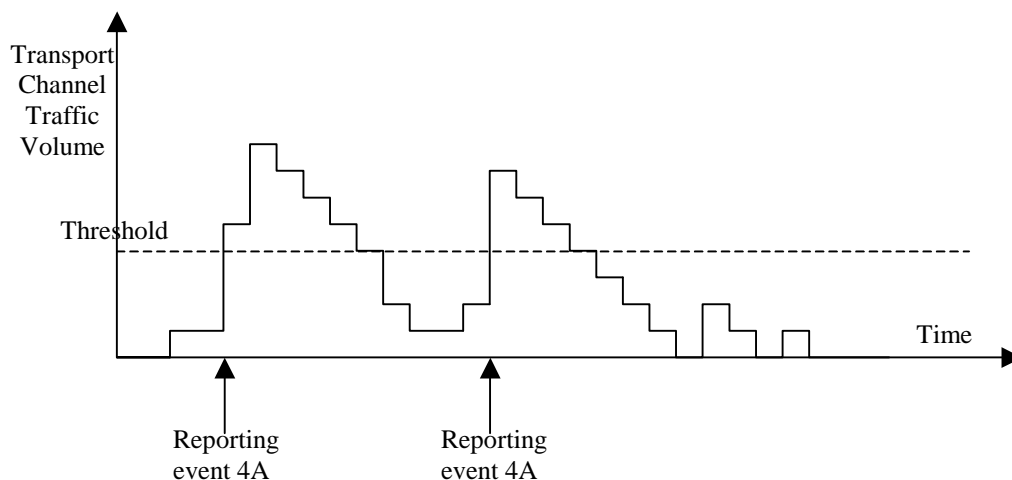 Transport
Channel
Traffic
Volume
Threshold
Time
Reporting
event 4A
Reporting
event 4A